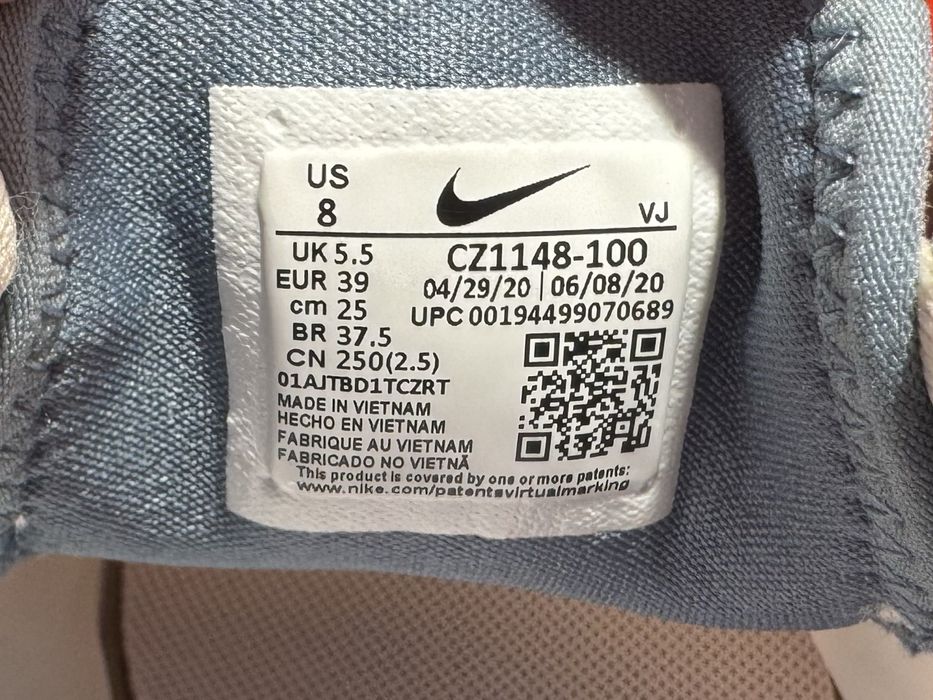 US
8
VJ
UK 5.5
EUR 39
cm 25
BR 37.5
CN 250(2.5)
01AJTBD1TCZRT
CZ1148-100
04/29/20 | 06/08/20
UPC 00194499070689
MADE IN VIETNAM
HECHO EN VIETNAM
FABRIQUE AU VIETNAM
FABRICADO NO VIETNÃ
This product is covered by one or more patents:
www.nike.com/patentsvirtualmarking